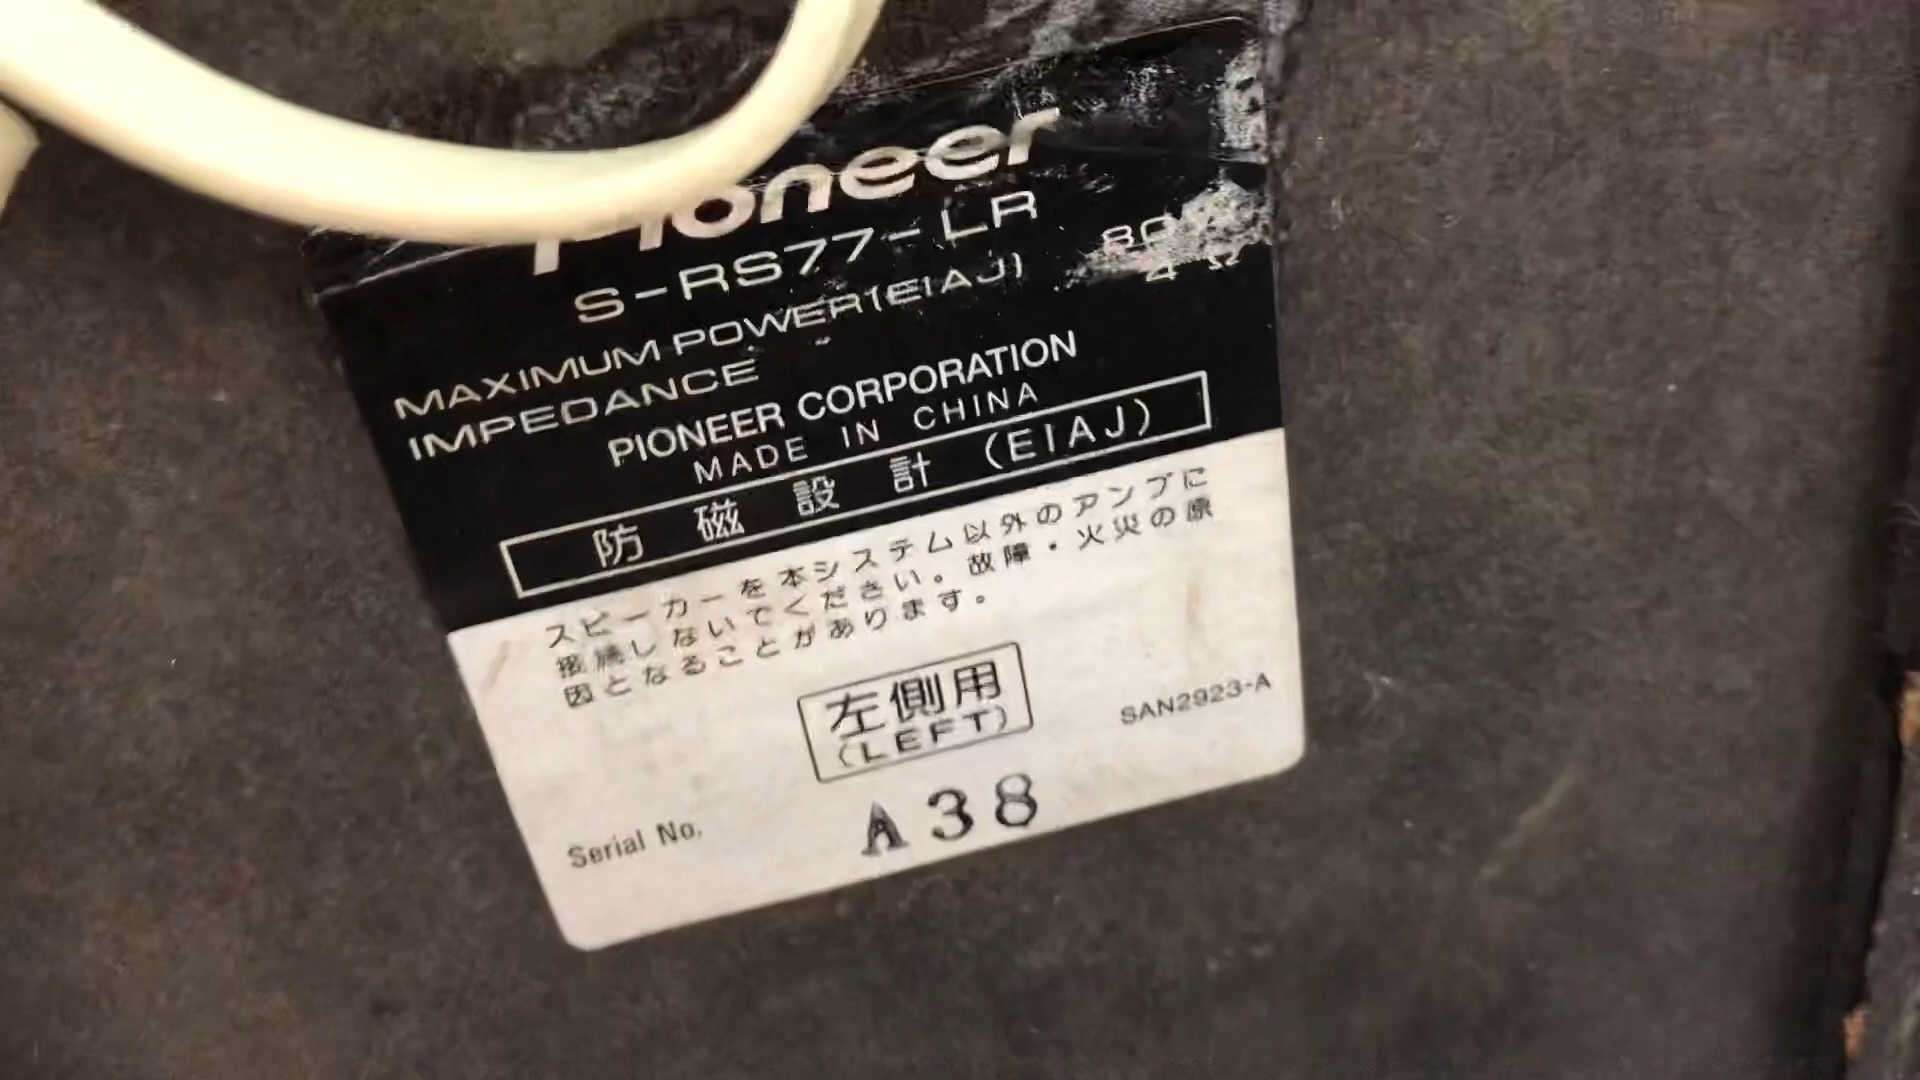 Pioneer
S-RS77-LR
MAXIMUM POWER(EIAJ)
IMPEDANCE 4 Ω
PIONEER CORPORATION
MADE IN CHINA
防磁設計 (EIAJ)
スピーカーを本システム以外のアンプに
接続しないでください。故障・火災の原
因となることがあります。
左側用
(LEFT)
SAN2923-A
Serial No.
A38